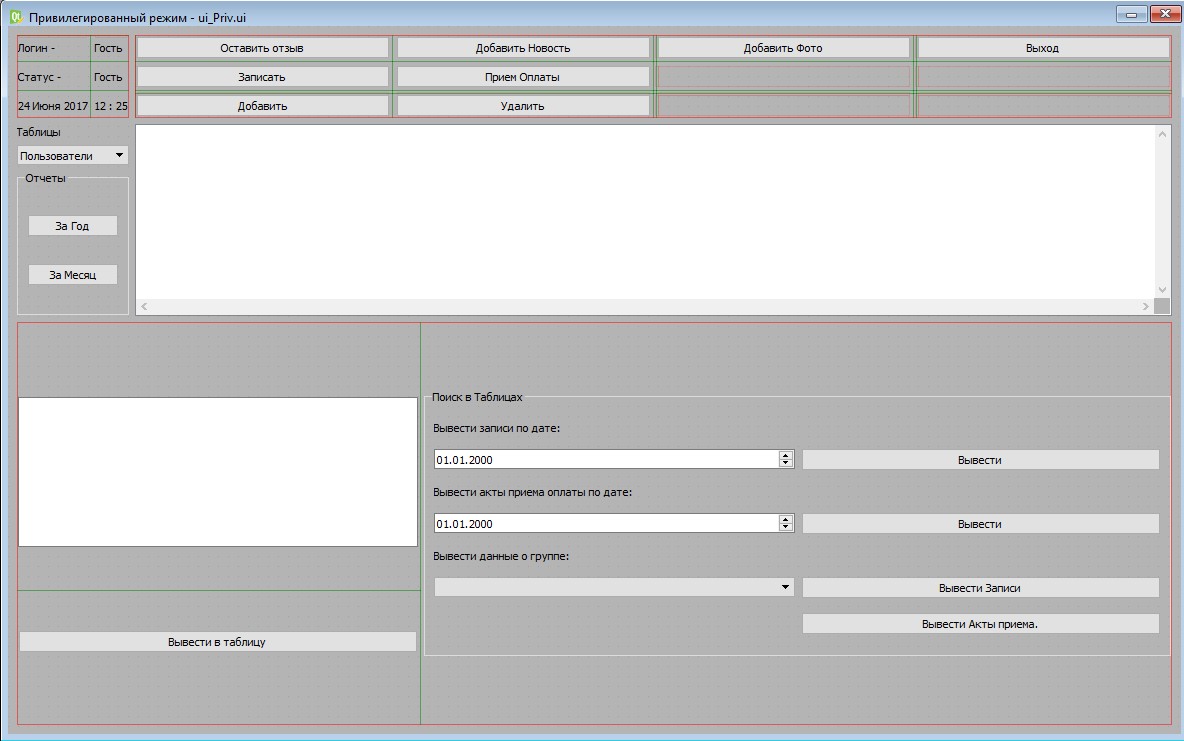 Привилегированный режим - ui_Priv.ui
Логин - Гость Оставить отзыв Добавить Новость Добавить Фото Выход
Статус - Гость Записать Прием Оплаты
24 Июня 2017 12 : 25 Добавить Удалить
Таблицы
Пользователи
Отчеты
За Год
За Месяц
Поиск в Таблицах
Вывести записи по дате:
01.01.2000 Вывести
Вывести акты приема оплаты по дате:
01.01.2000 Вывести
Вывести данные о группе:
Вывести Записи
Вывести Акты приема.
Вывести в таблицу